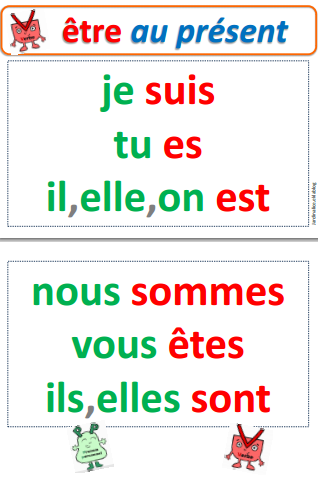 être au présent
je suis
tu es
il,elle,on est
nous sommes
vous êtes
ils,elles sont